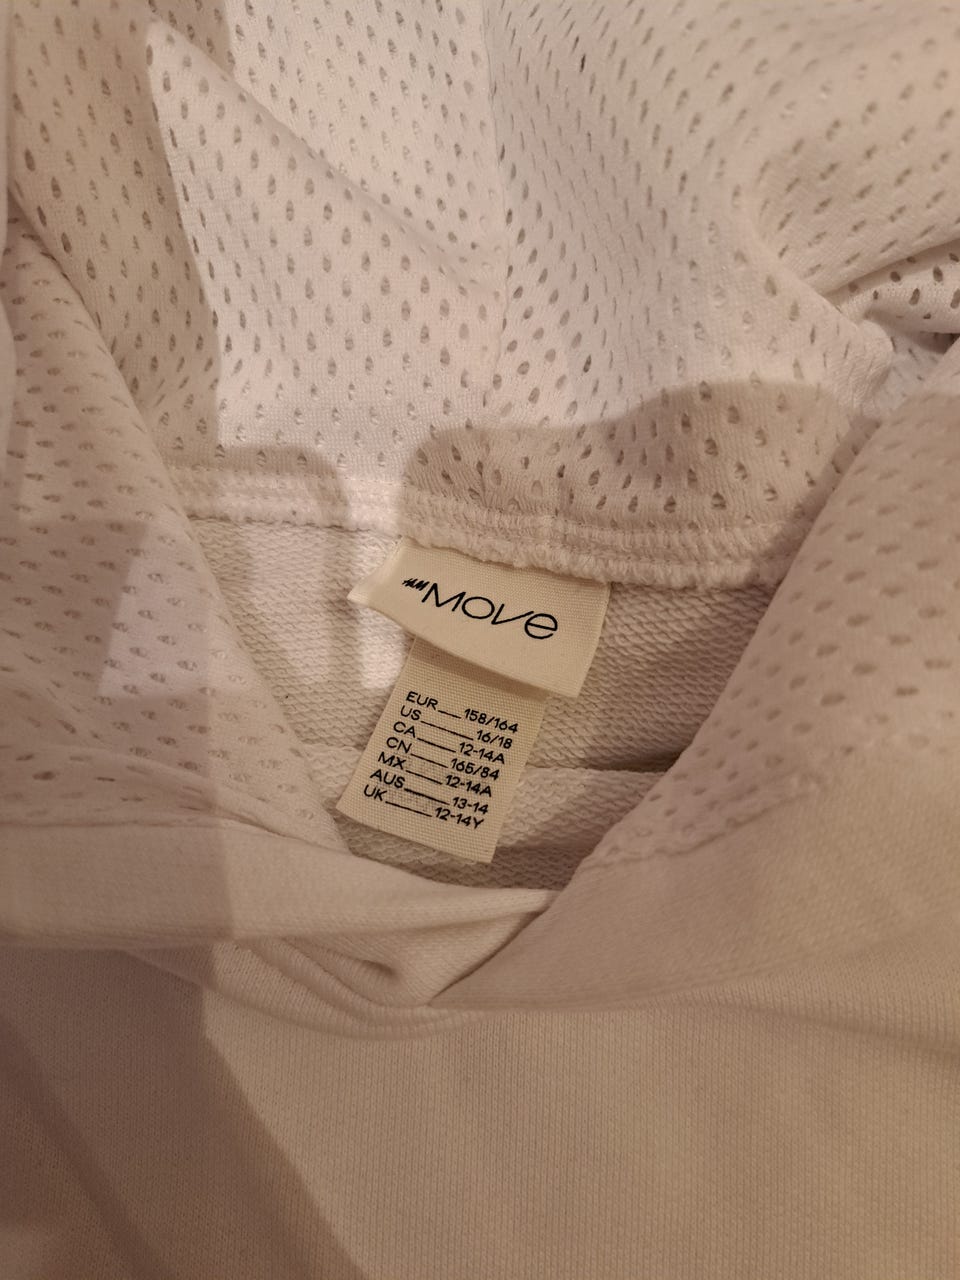 H&M MOVE
EUR 158/164
US 16/18
CA 12-14A
CN 165/84
MX 12-14A
AUS 13-14
UK 12-14Y